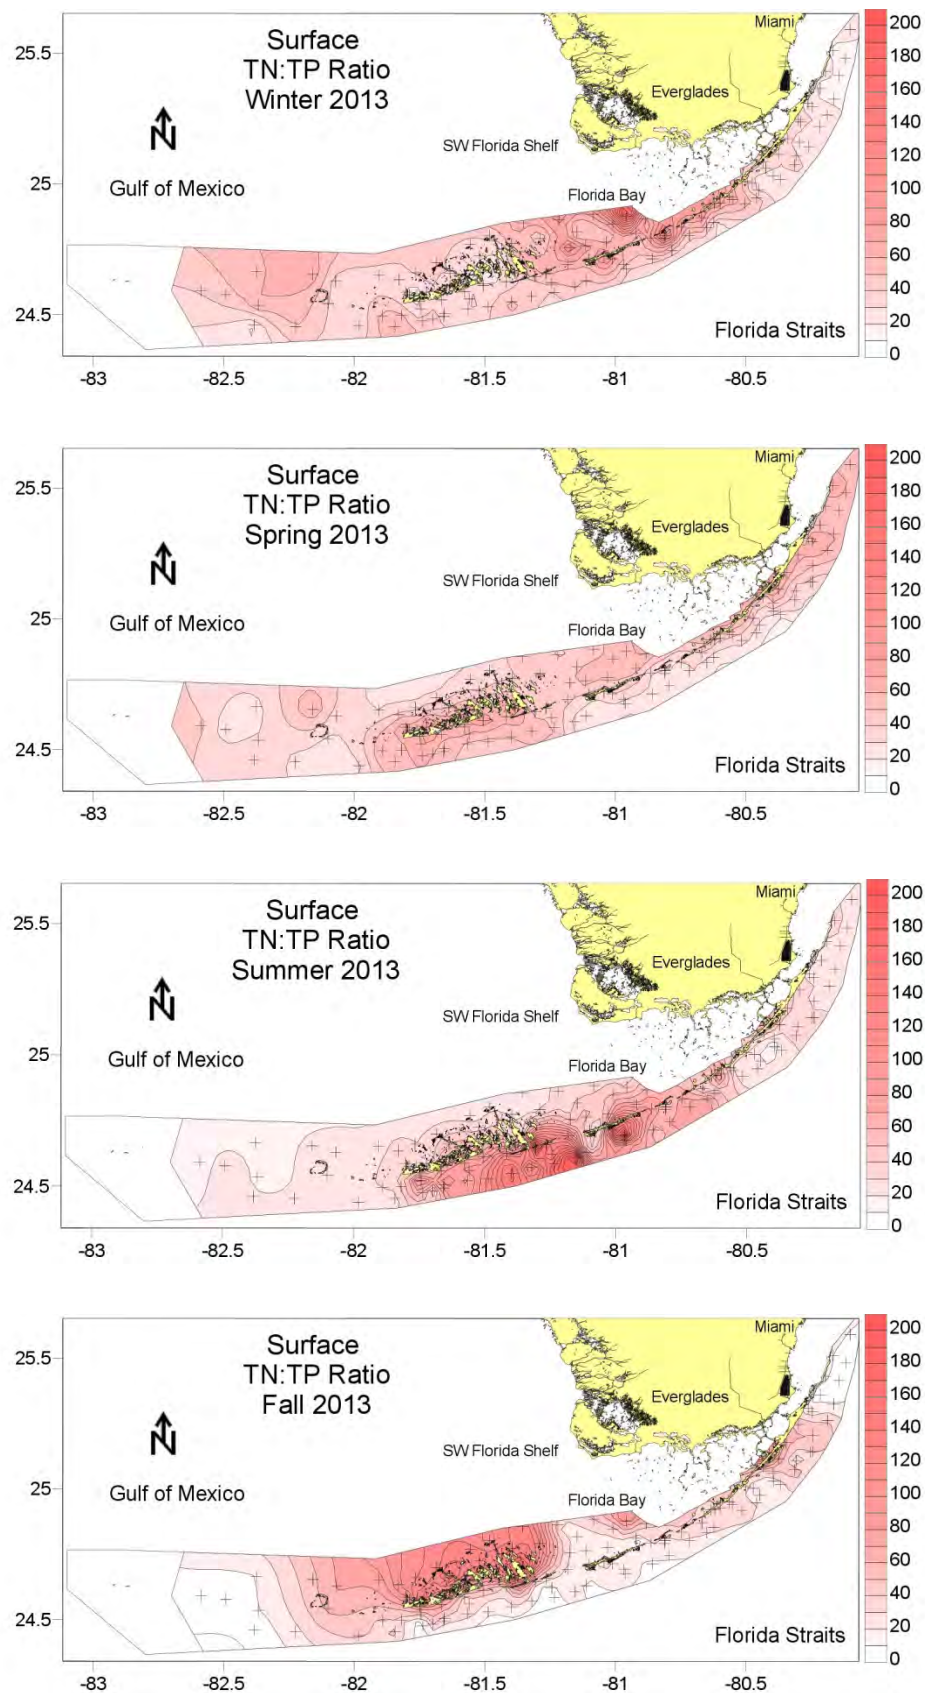 Surface
TN:TP Ratio
Winter 2013
N
Gulf of Mexico
SW Florida Shelf
Florida Bay
Everglades
Miami
Florida Straits
25.5
25
24.5
-83
-82.5
-82
-81.5
-81
-80.5
200
180
160
140
120
100
80
60
40
20
0
Surface
TN:TP Ratio
Spring 2013
N
Gulf of Mexico
SW Florida Shelf
Florida Bay
Everglades
Miami
Florida Straits
25.5
25
24.5
-83
-82.5
-82
-81.5
-81
-80.5
200
180
160
140
120
100
80
60
40
20
0
Surface
TN:TP Ratio
Summer 2013
N
Gulf of Mexico
SW Florida Shelf
Florida Bay
Everglades
Miami
Florida Straits
25.5
25
24.5
-83
-82.5
-82
-81.5
-81
-80.5
200
180
160
140
120
100
80
60
40
20
0
Surface
TN:TP Ratio
Fall 2013
N
Gulf of Mexico
SW Florida Shelf
Florida Bay
Everglades
Miami
Florida Straits
25.5
25
24.5
-83
-82.5
-82
-81.5
-81
-80.5
200
180
160
140
120
100
80
60
40
20
0